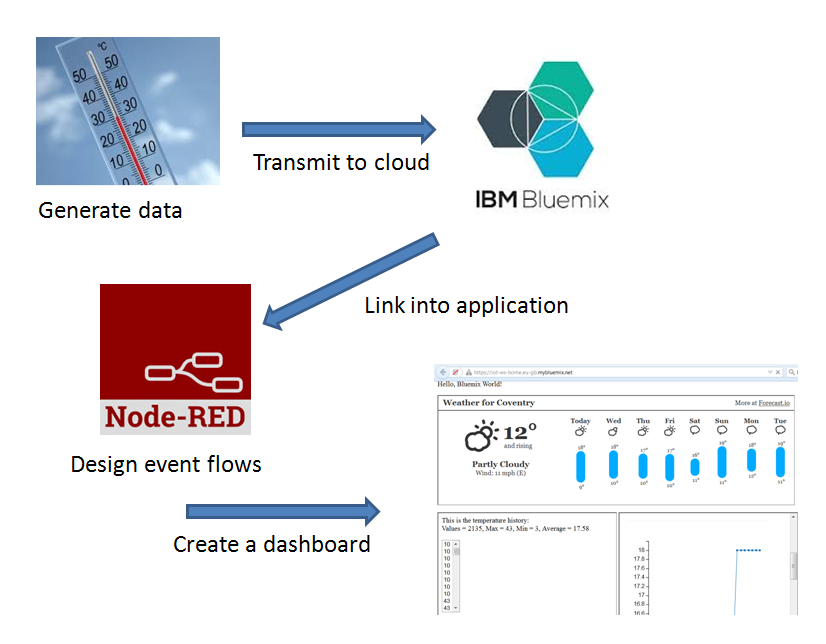 °C
50 50
40 40
30 30
20 20
10 10
0 0
Transmit to cloud
Generate data
IBM Bluemix
Link into application
Node-RED
Design event flows
Create a dashboard
https://iot-ws-home.eu-gb.mybluemix.net
Hello, Bluemix World!
Weather for Coventry
More at Forecast.io
12°
and rising
Partly Cloudy
Wind: 11 mph (E)
Today Wed Thu Fri Sat Sun Mon Tue
18° 18° 17° 17° 16° 19° 18° 19°
9° 10° 10° 10° 11° 11° 12° 11°
This is the temperature history:
Values = 2135, Max = 43, Min = 3, Average = 17.58
10
10
10
10
10
10
10
10
43
43
18
17.8
17.6
17.4
17.2
17
16.8
16.6